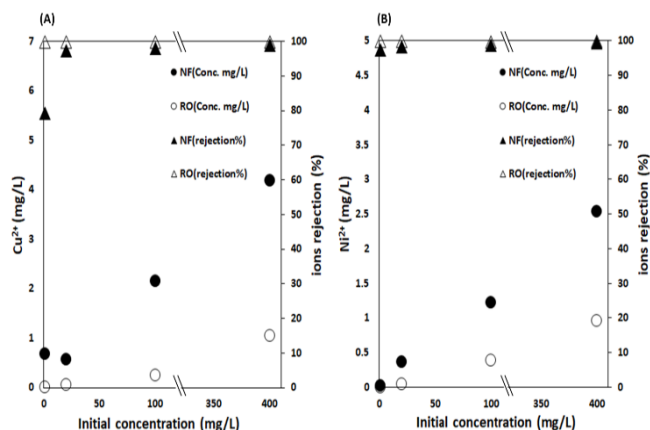 (A)
7
6
5
4
3
2
1
0
Cu²⁺ (mg/L)
100
90
80
70
60
50
40
30
20
10
0
ions rejection (%)
NF(Conc. mg/L)
RO(Conc. mg/L)
NF(rejection%)
RO(rejection%)
0 50 100 350 400
Initial concentration (mg/L)
(B)
5
4.5
4
3.5
3
2.5
2
1.5
1
0.5
0
Ni²⁺ (mg/L)
100
90
80
70
60
50
40
30
20
10
0
ions rejection (%)
NF(Conc. mg/L)
RO(Conc. mg/L)
NF(rejection%)
RO(rejection%)
0 50 100 350 400
Initial concentration (mg/L)